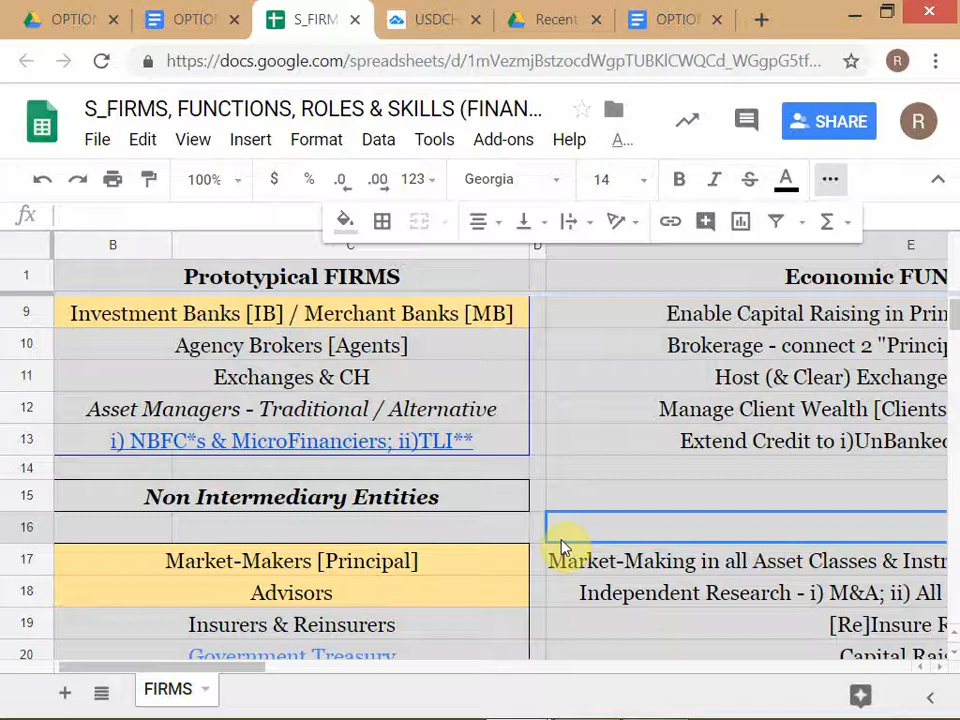 OPTIO
OPTIO
S_FIRM
USDCH
Recent
OPTIO
https://docs.google.com/spreadsheets/d/1mVezmjBstzocdWgpTUBKlCWQCd_WGgpG5tf...
R
S_FIRMS, FUNCTIONS, ROLES & SKILLS (FINAN...
SHARE
R
File Edit View Insert Format Data Tools Add-ons Help A...
100% $ % .0 .00 123 Georgia 14 B I S A
fx
B C D E
1 Prototypical FIRMS Economic FUN
9 Investment Banks [IB] / Merchant Banks [MB] Enable Capital Raising in Prin
10 Agency Brokers [Agents] Brokerage - connect 2 "Princip
11 Exchanges & CH Host (& Clear) Exchange
12 Asset Managers - Traditional / Alternative Manage Client Wealth [Clients
13 i) NBFC*s & MicroFinanciers; ii)TLI** Extend Credit to i)UnBanked
14
15 Non Intermediary Entities
16
17 Market-Makers [Principal] Market-Making in all Asset Classes & Instr
18 Advisors Independent Research - i) M&A; ii) All
19 Insurers & Reinsurers [Re]Insure R
20 Government Treasury Capital Rais
FIRMS